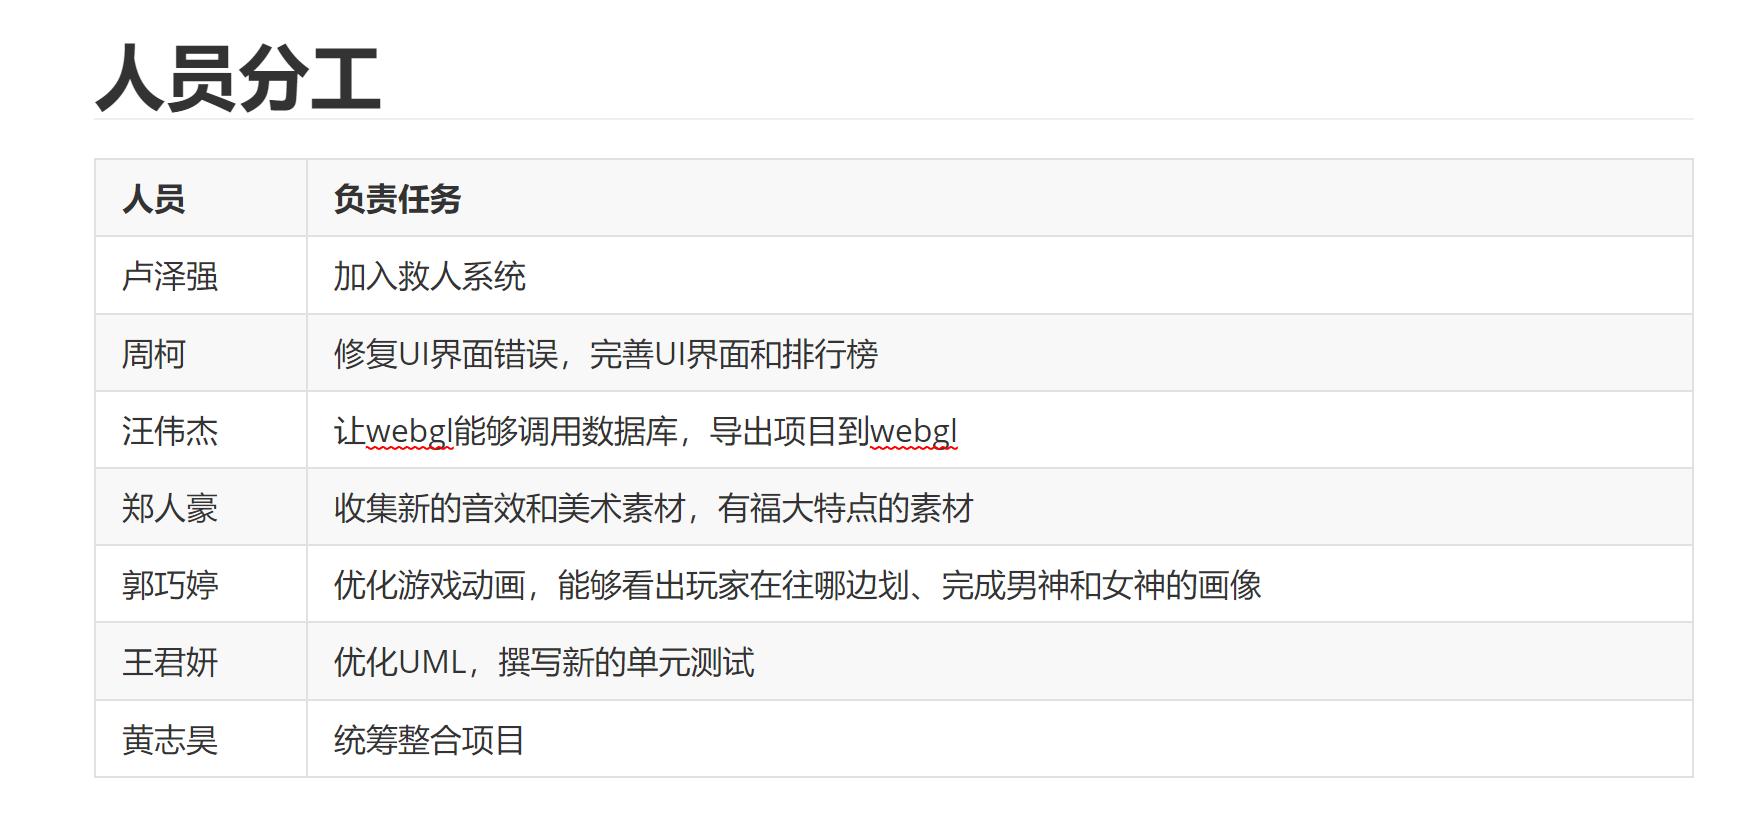 人员分工
人员 负责任务
卢泽强 加入救人系统
周柯 修复UI界面错误，完善UI界面和排行榜
汪伟杰 让webgl能够调用数据库，导出项目到webgl
郑人豪 收集新的音效和美术素材，有福大特点的素材
郭巧婷 优化游戏动画，能够看出玩家在往哪边划、完成男神和女神的画像
王君妍 优化UML，撰写新的单元测试
黄志昊 统筹整合项目